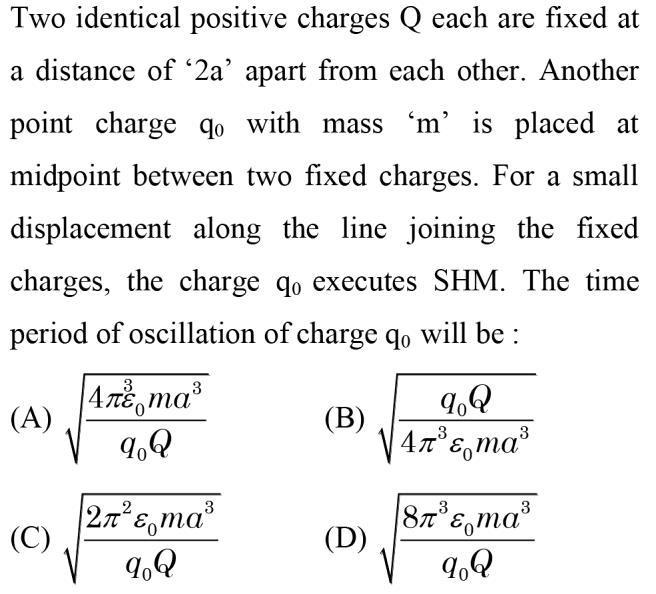 Two identical positive charges Q each are fixed at
a distance of ‘2a’ apart from each other. Another
point charge q₀ with mass ‘m’ is placed at
midpoint between two fixed charges. For a small
displacement along the line joining the fixed
charges, the charge q₀ executes SHM. The time
period of oscillation of charge q₀ will be :
(A) √(4π³ε₀ma³/q₀Q) (B) √(q₀Q/4π³ε₀ma³)
(C) √(2π²ε₀ma³/q₀Q) (D) √(8π³ε₀ma³/q₀Q)